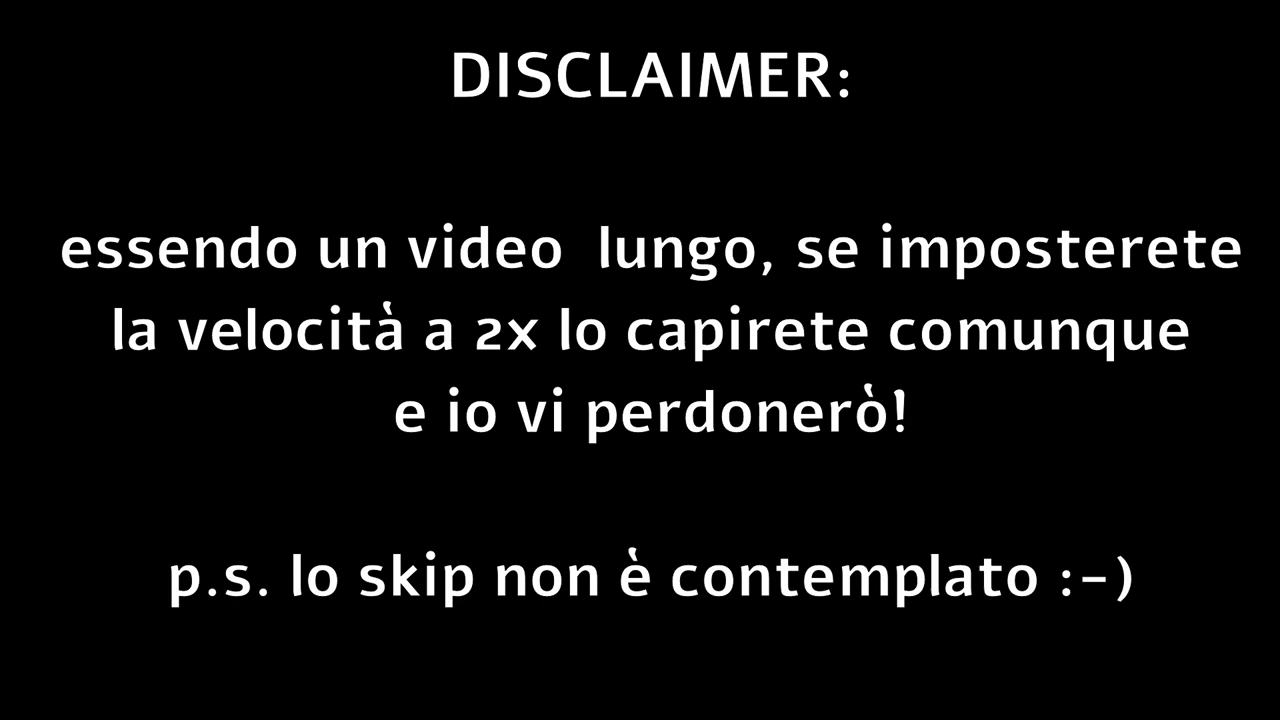 DISCLAIMER:
essendo un video lungo, se imposterete
la velocità a 2x lo capirete comunque
e io vi perdonerò!
p.s. lo skip non è contemplato :-)